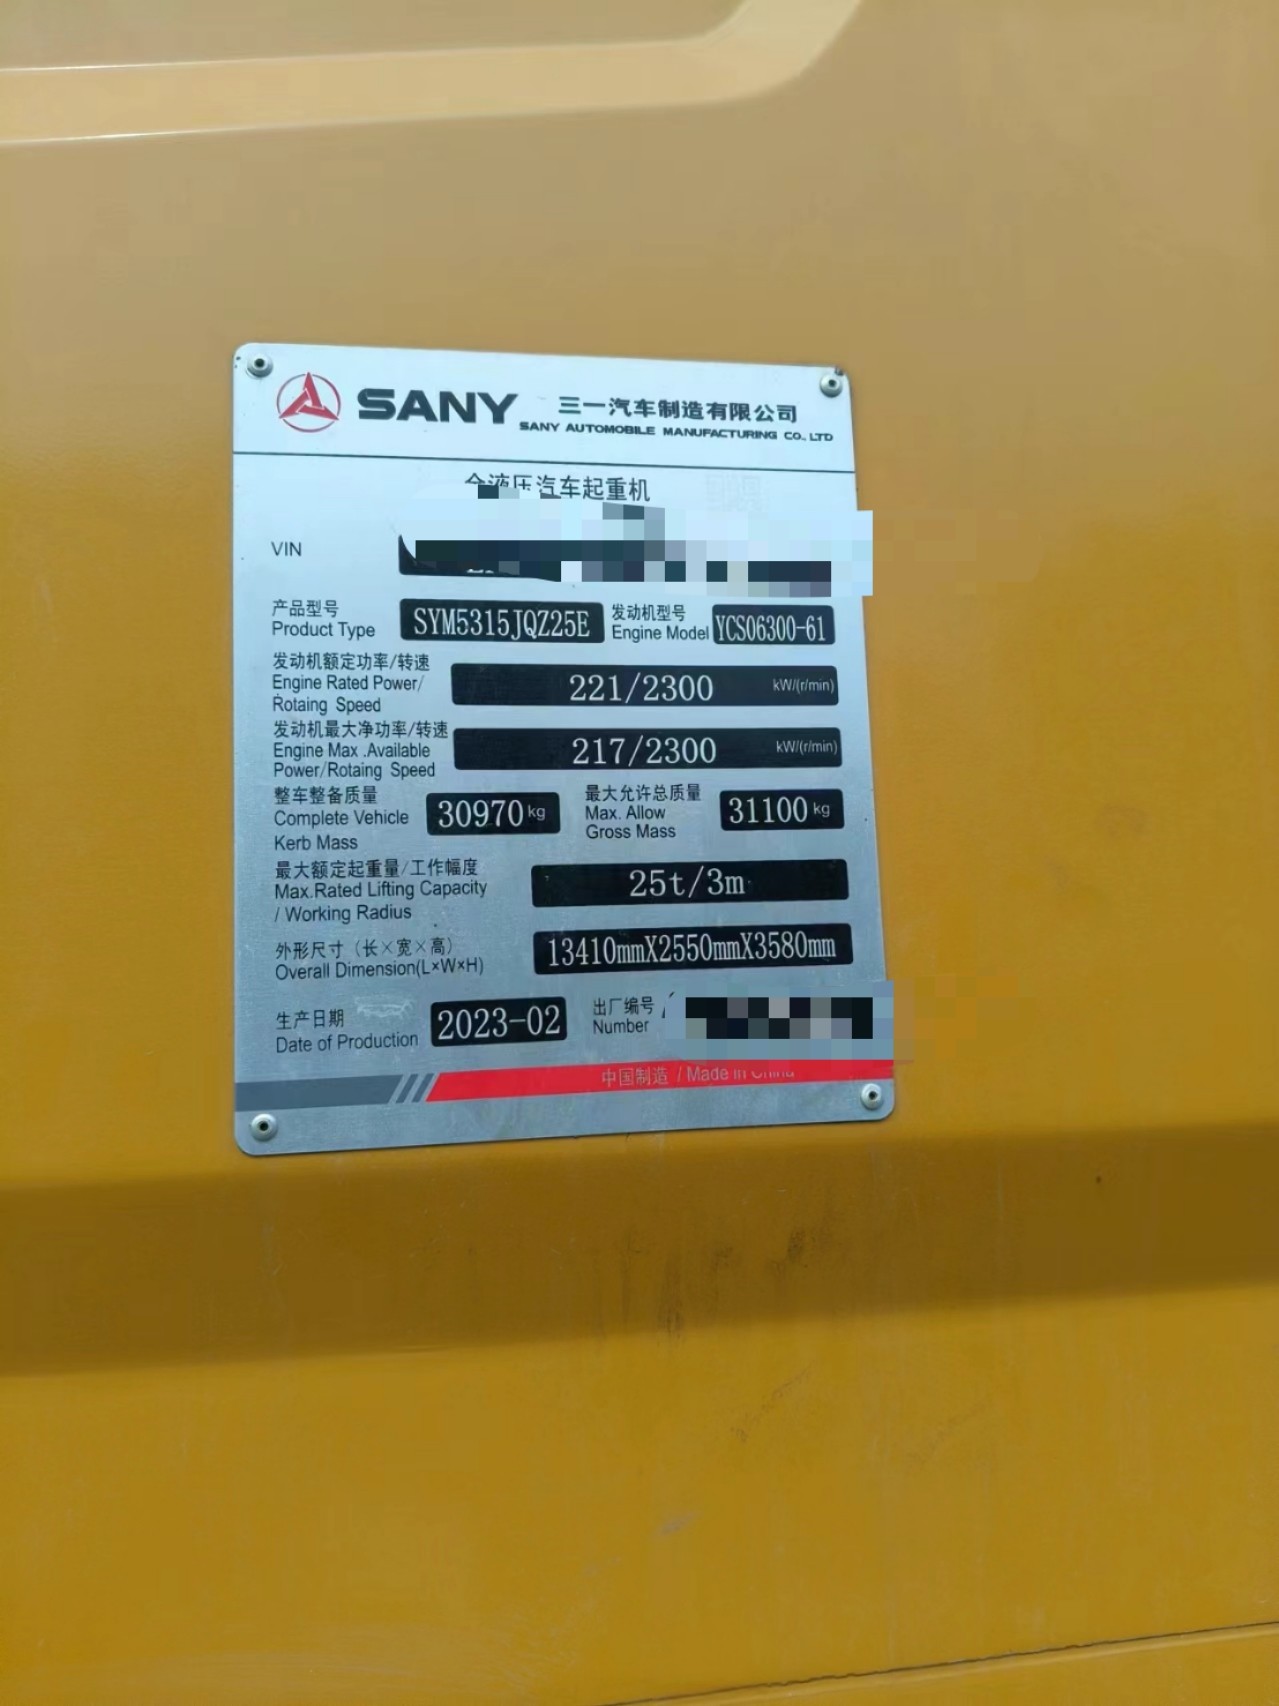 SANY 三一汽车制造有限公司
SANY AUTOMOBILE MANUFACTURING CO., LTD
全液压汽车起重机
VIN
产品型号
Product Type SYM5315JQZ25E
发动机型号
Engine Model YCS06300-61
发动机额定功率/转速
Engine Rated Power/
Rotaing Speed
221/2300 kW/(r/min)
发动机最大净功率/转速
Engine Max .Available
Power/Rotaing Speed
217/2300 kW/(r/min)
整车整备质量
Complete Vehicle
Kerb Mass
30970 kg
最大允许总质量
Max. Allow
Gross Mass
31100 kg
最大额定起重量/工作幅度
Max.Rated Lifting Capacity
/ Working Radius
25t/3m
外形尺寸（长×宽×高）
Overall Dimension(L×W×H)
13410mmX2550mmX3580mm
生产日期
Date of Production
2023-02
出厂编号
Number
中国制造 / Made in China